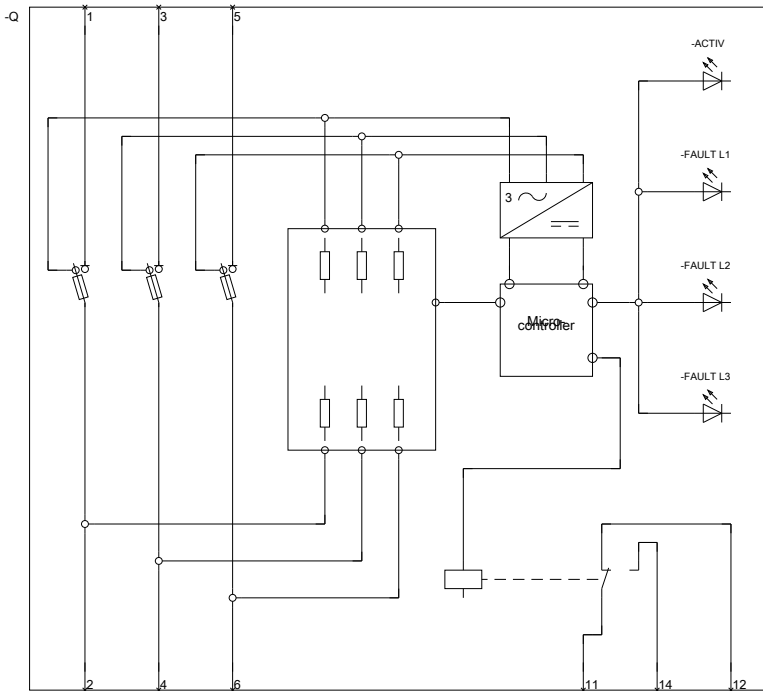 -Q 1 3 5
-ACTIV
-FAULT L1
3
-FAULT L2
Micro-
controller
-FAULT L3
2 4 6 11 14 12